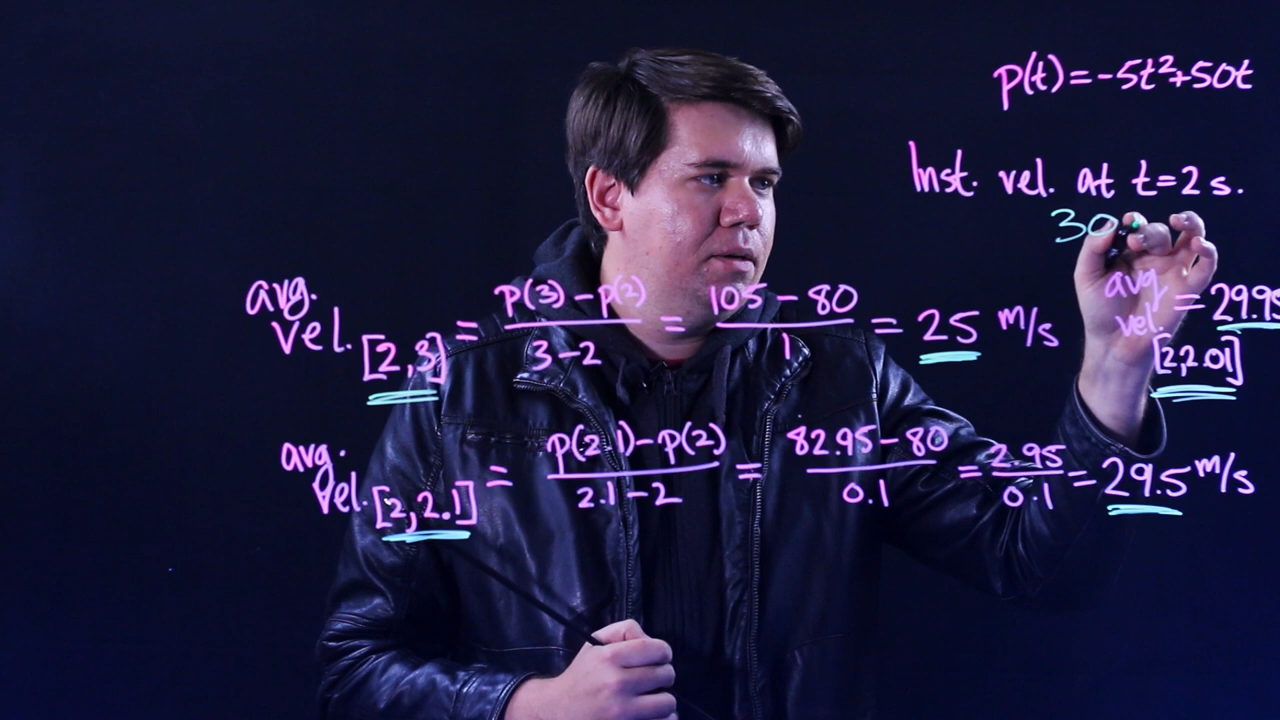 p(t)=-5t²+50t
Inst. vel. at t=2 s.
30
avg. vel. [2,3] = p(3)-p(2) / 3-2 = 105-80 / 1 = 25 m/s
avg vel. [2,2.01] = 29.95
avg. vel. [2,2.1] = p(2.1)-p(2) / 2.1-2 = 82.95-80 / 0.1 = 2.95 / 0.1 = 29.5 m/s